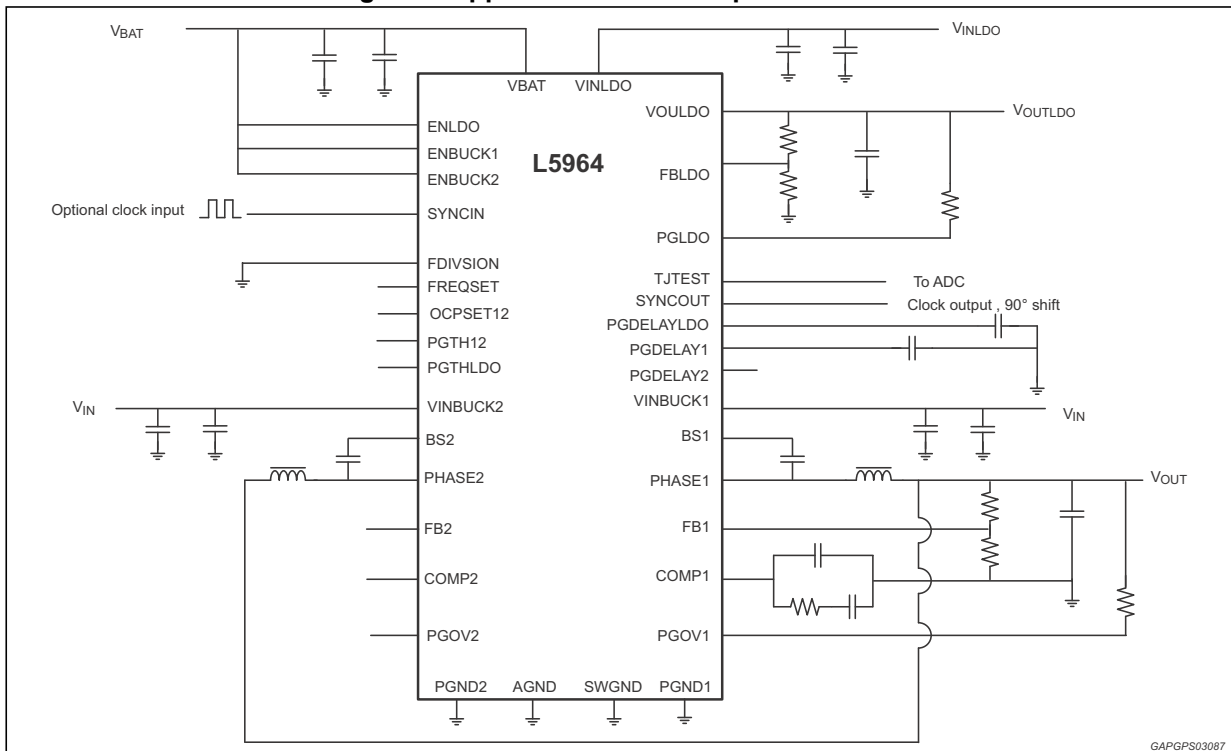 VBAT
VINLDO
VBAT VINLDO
VOULDO
VOUTLDO
ENLDO
ENBUCK1
ENBUCK2
L5964
FBLDO
Optional clock input
SYNCIN
PGLDO
FDIVSION
FREQSET
OCPSET12
PGTH12
PGTHLDO
TJTEST
To ADC
SYNCOUT
Clock output , 90° shift
PGDELAYLDO
PGDELAY1
PGDELAY2
VIN
VINBUCK2
VINBUCK1
VIN
BS2
BS1
PHASE2
PHASE1
VOUT
FB2
FB1
COMP2
COMP1
PGOV2
PGOV1
PGND2 AGND SWGND PGND1
GAPGPS03087